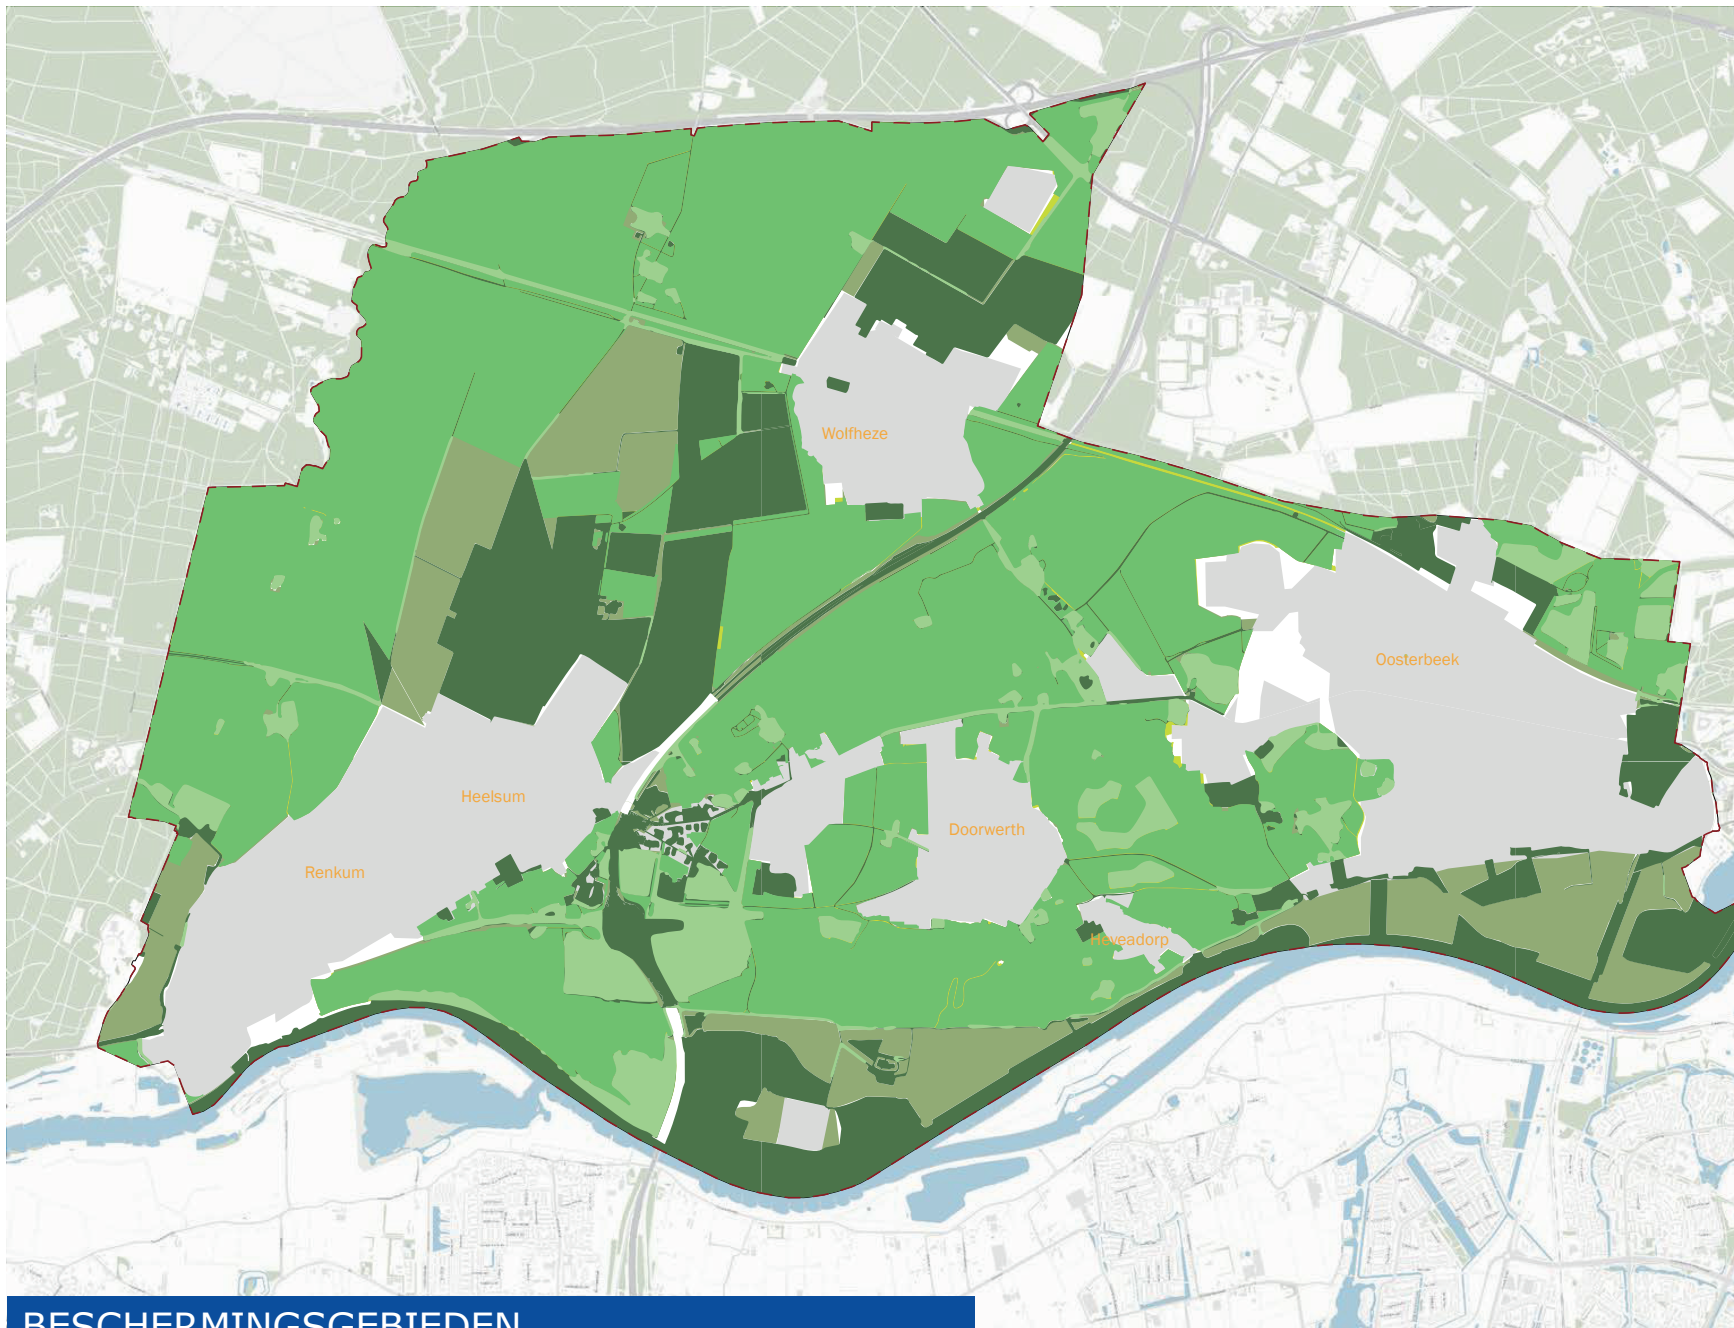 Wolfheze
Oosterbeek
Heelsum
Doorwerth
Renkum
Heveadorp
BESCHERMINGSGEBIEDEN